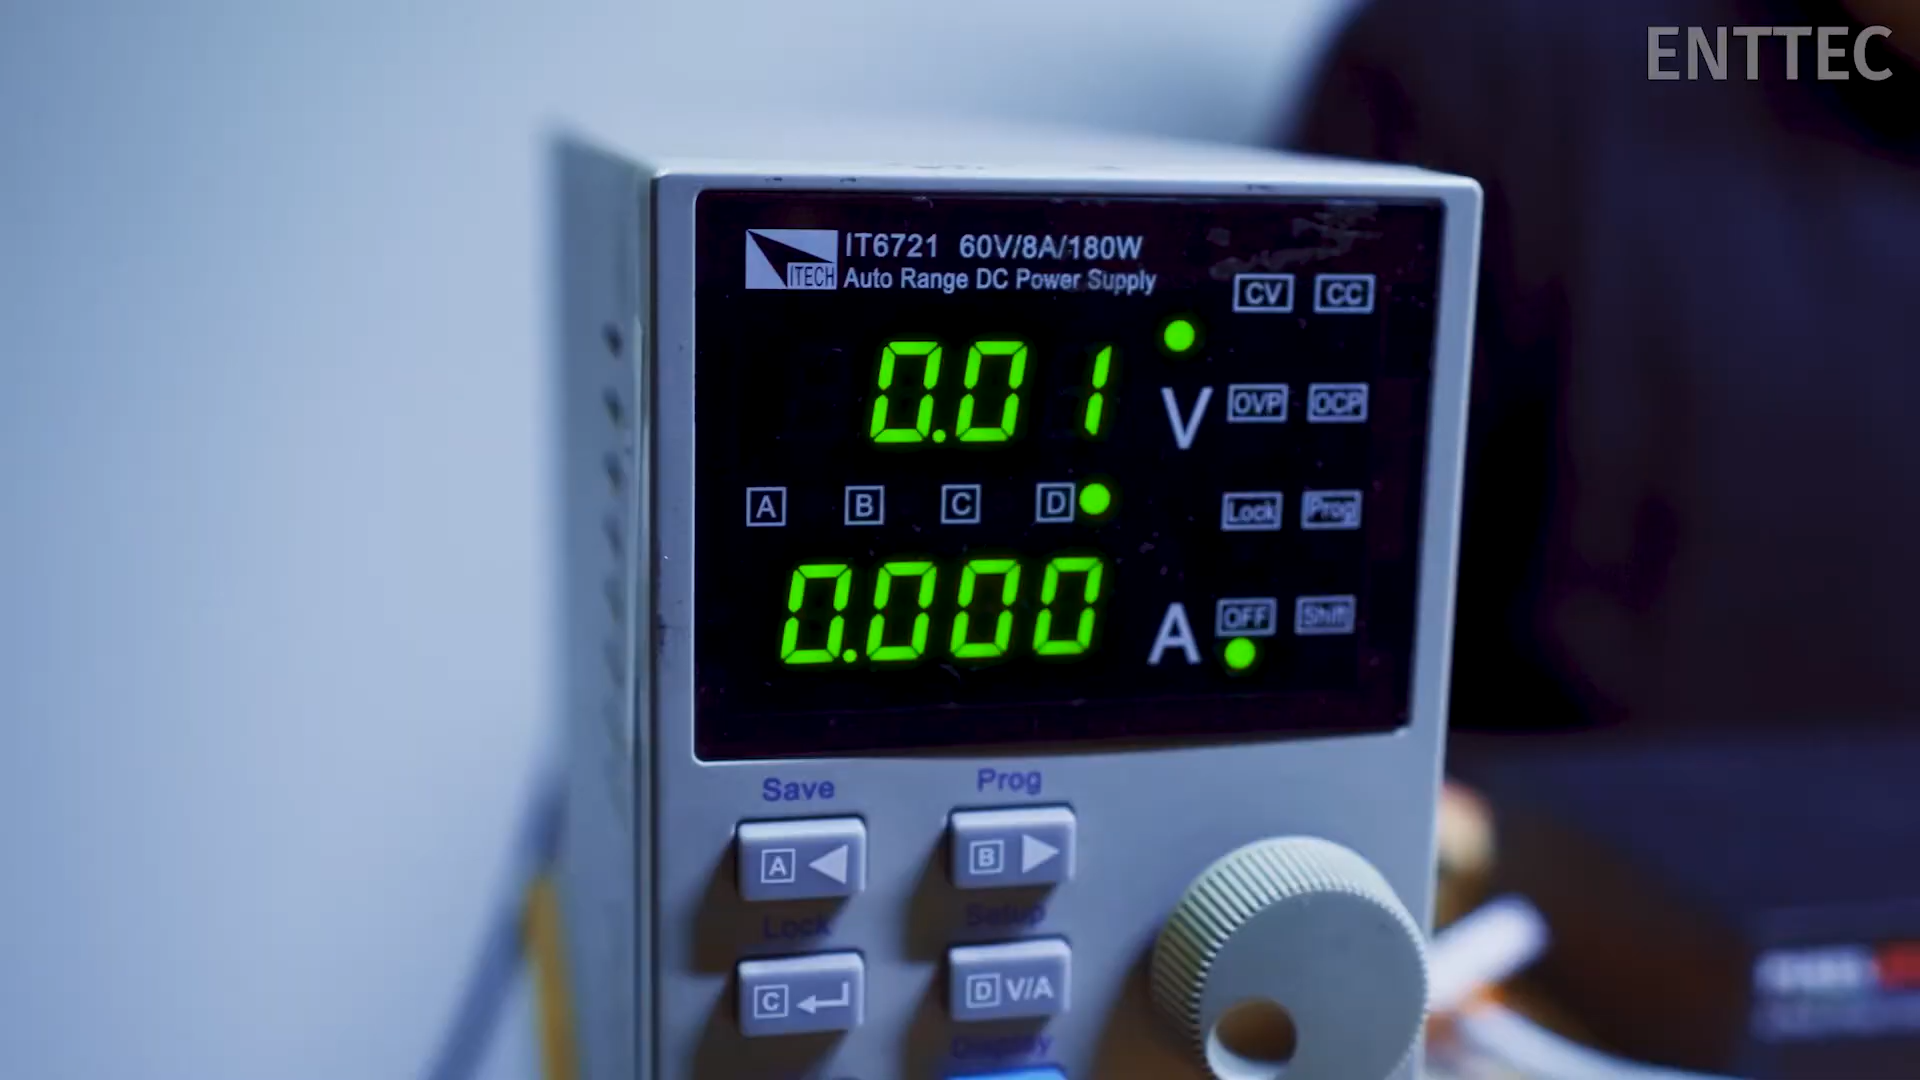 ENTTEC
IT6721 60V/8A/180W
ITECH
Auto Range DC Power Supply
CV CC
0.01
V
OVP OCP
A B C D
Lock Prog
0.000
A
OFF Shift
Save Prog
A B
Lock Setup
C D V/A
Display